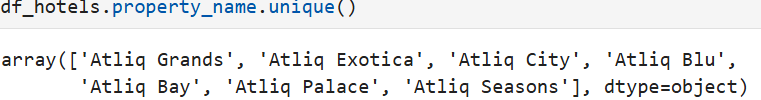 df_hotels.property_name.unique()
array(['Atliq Grands', 'Atliq Exotica', 'Atliq City', 'Atliq Blu',
'Atliq Bay', 'Atliq Palace', 'Atliq Seasons'], dtype=object)